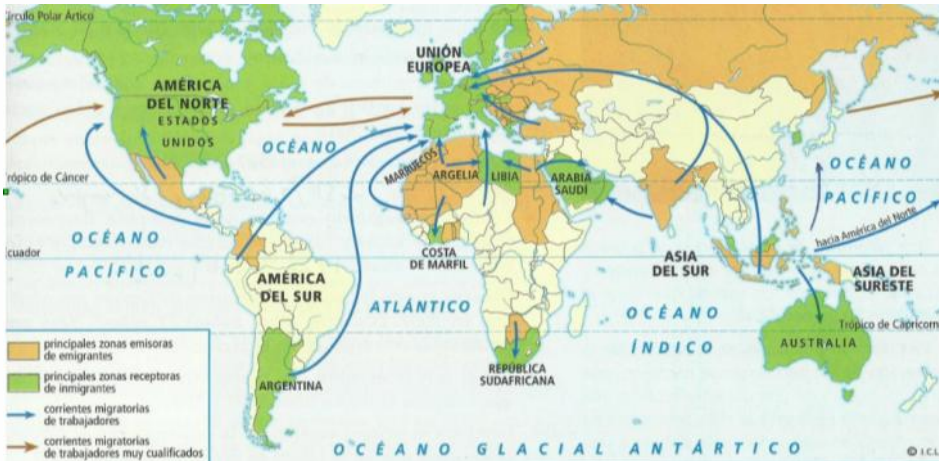 Círculo Polar Ártico
UNIÓN
EUROPEA
AMÉRICA
DEL NORTE
ESTADOS
UNIDOS
OCÉANO
MARRUECOS
ARGELIA
LIBIA
ARABIA
SAUDÍ
OCÉANO
PACÍFICO
Trópico de Cáncer
hacia América del Norte
OCÉANO
PACÍFICO
Ecuador
COSTA
DE MARFIL
ASIA
DEL SUR
ASIA DEL
SURESTE
AMÉRICA
DEL SUR
ATLÁNTICO
OCÉANO
ÍNDICO
Trópico de Capricornio
AUSTRALIA
REPÚBLICA
SUDAFRICANA
ARGENTINA
principales zonas emisoras
de emigrantes
principales zonas receptoras
de inmigrantes
corrientes migratorias
de trabajadores
corrientes migratorias
de trabajadores muy cualificados
OCÉANO GLACIAL ANTÁRTICO
© I.C.L